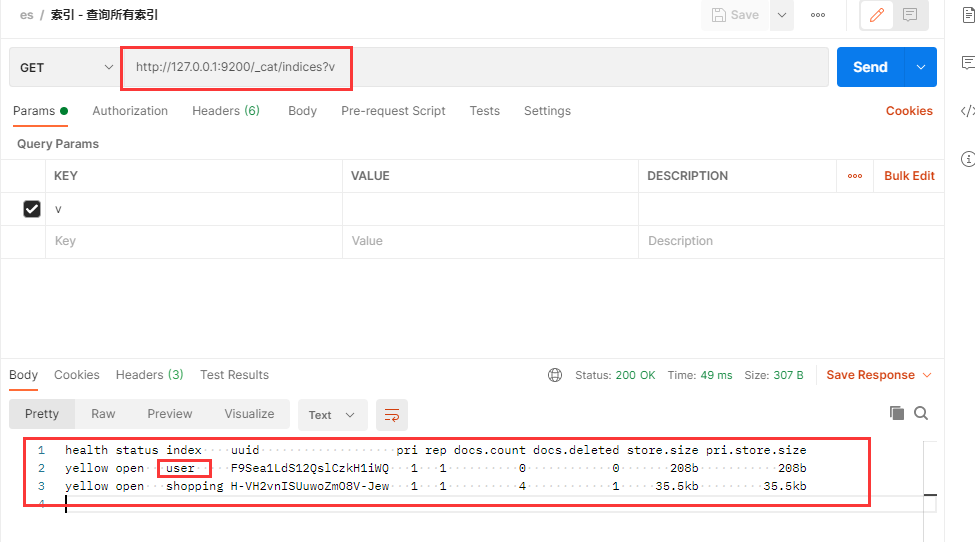 es / 索引 - 查询所有索引
Save
GET http://127.0.0.1:9200/_cat/indices?v Send
Params Authorization Headers (6) Body Pre-request Script Tests Settings Cookies
Query Params
KEY VALUE DESCRIPTION Bulk Edit
v
Key Value Description
Body Cookies Headers (3) Test Results Status: 200 OK Time: 49 ms Size: 307 B Save Response
Pretty Raw Preview Visualize Text
1 health status index uuid pri rep docs.count docs.deleted store.size pri.store.size
2 yellow open user F9Sea1LdS12QslCzkH1iWQ 1 1 0 0 208b 208b
3 yellow open shopping H-VH2vnISUuwoZmO8V-Jew 1 1 4 1 35.5kb 35.5kb
4